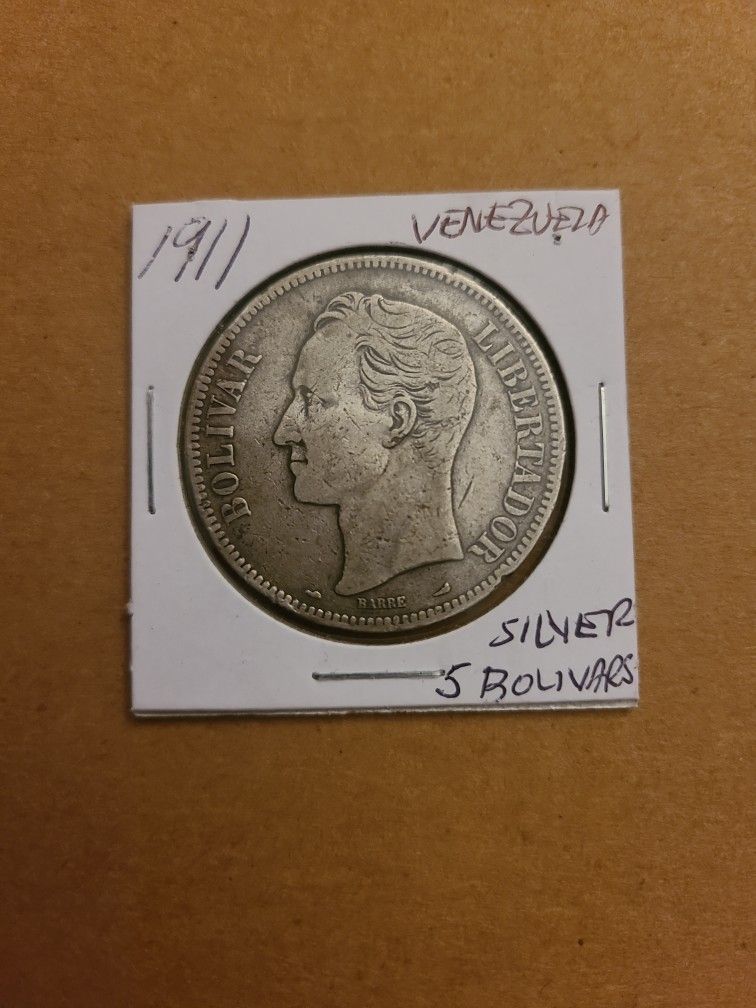 1911
VENEZUELA
BOLIVAR
LIBERTADOR
BARRE
SILVER
5 BOLIVARS